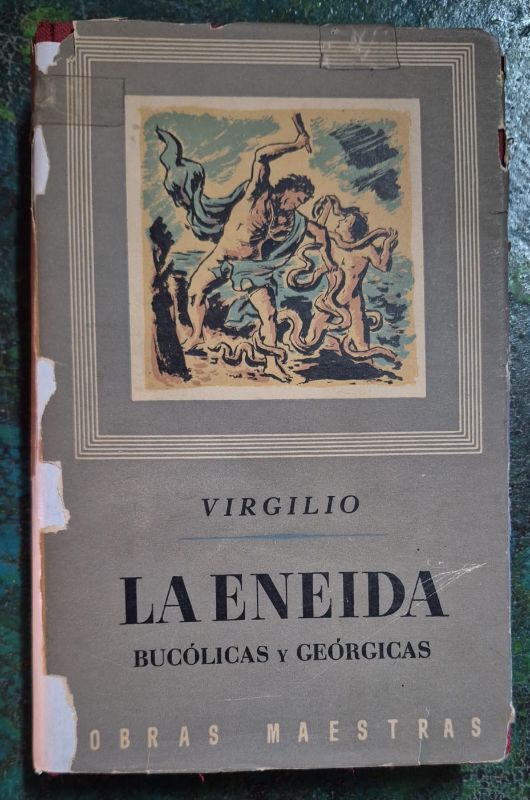 VIRGILIO
LA ENEIDA
BUCÓLICAS Y GEÓRGICAS
OBRAS MAESTRAS